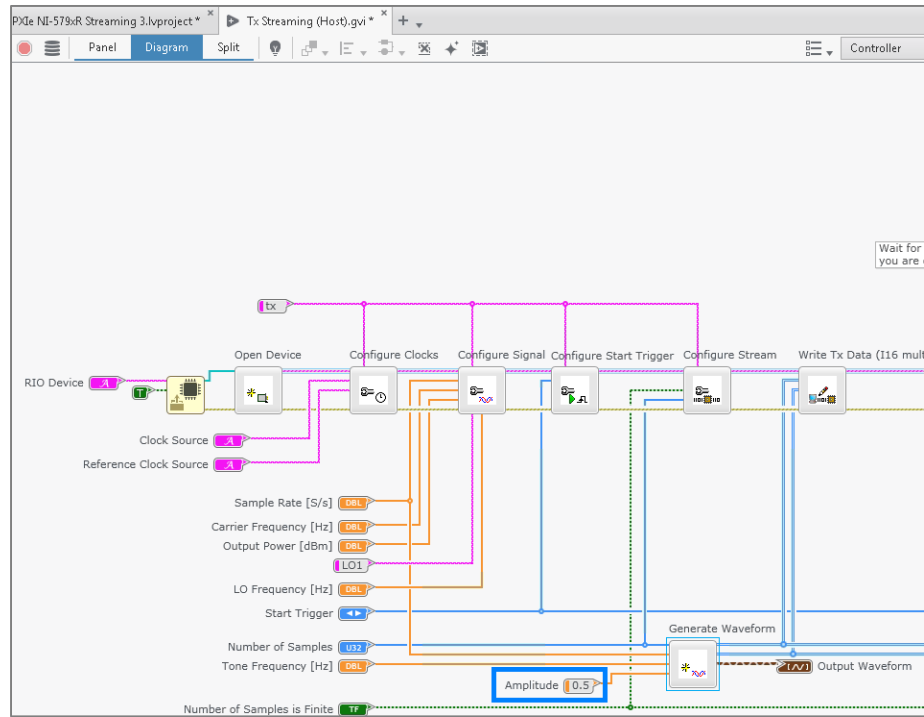 PXIe NI-579xR Streaming 3.lvproject *
Tx Streaming (Host).gvi *
Panel
Diagram
Split
Controller
Wait for
you are
tx
Open Device
Configure Clocks
Configure Signal
Configure Start Trigger
Configure Stream
Write Tx Data (I16 mult
RIO Device
T
Clock Source
Reference Clock Source
Sample Rate [S/s] DBL
Carrier Frequency [Hz] DBL
Output Power [dBm] DBL
LO1
LO Frequency [Hz] DBL
Start Trigger
Generate Waveform
Number of Samples U32
Tone Frequency [Hz] DBL
Output Waveform
Amplitude 0.5
Number of Samples is Finite TF